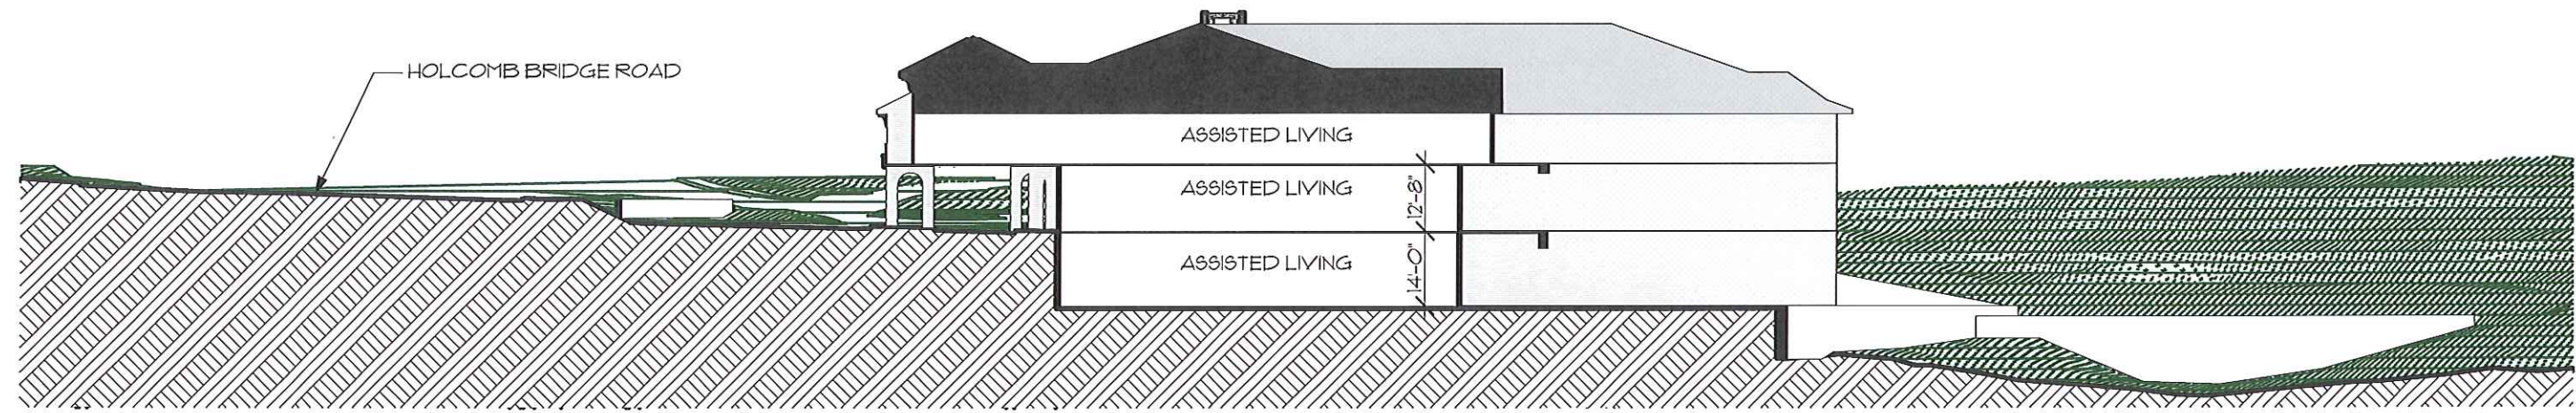 HOLCOMB BRIDGE ROAD
ASSISTED LIVING
ASSISTED LIVING
12'-8"
ASSISTED LIVING
14'-0"